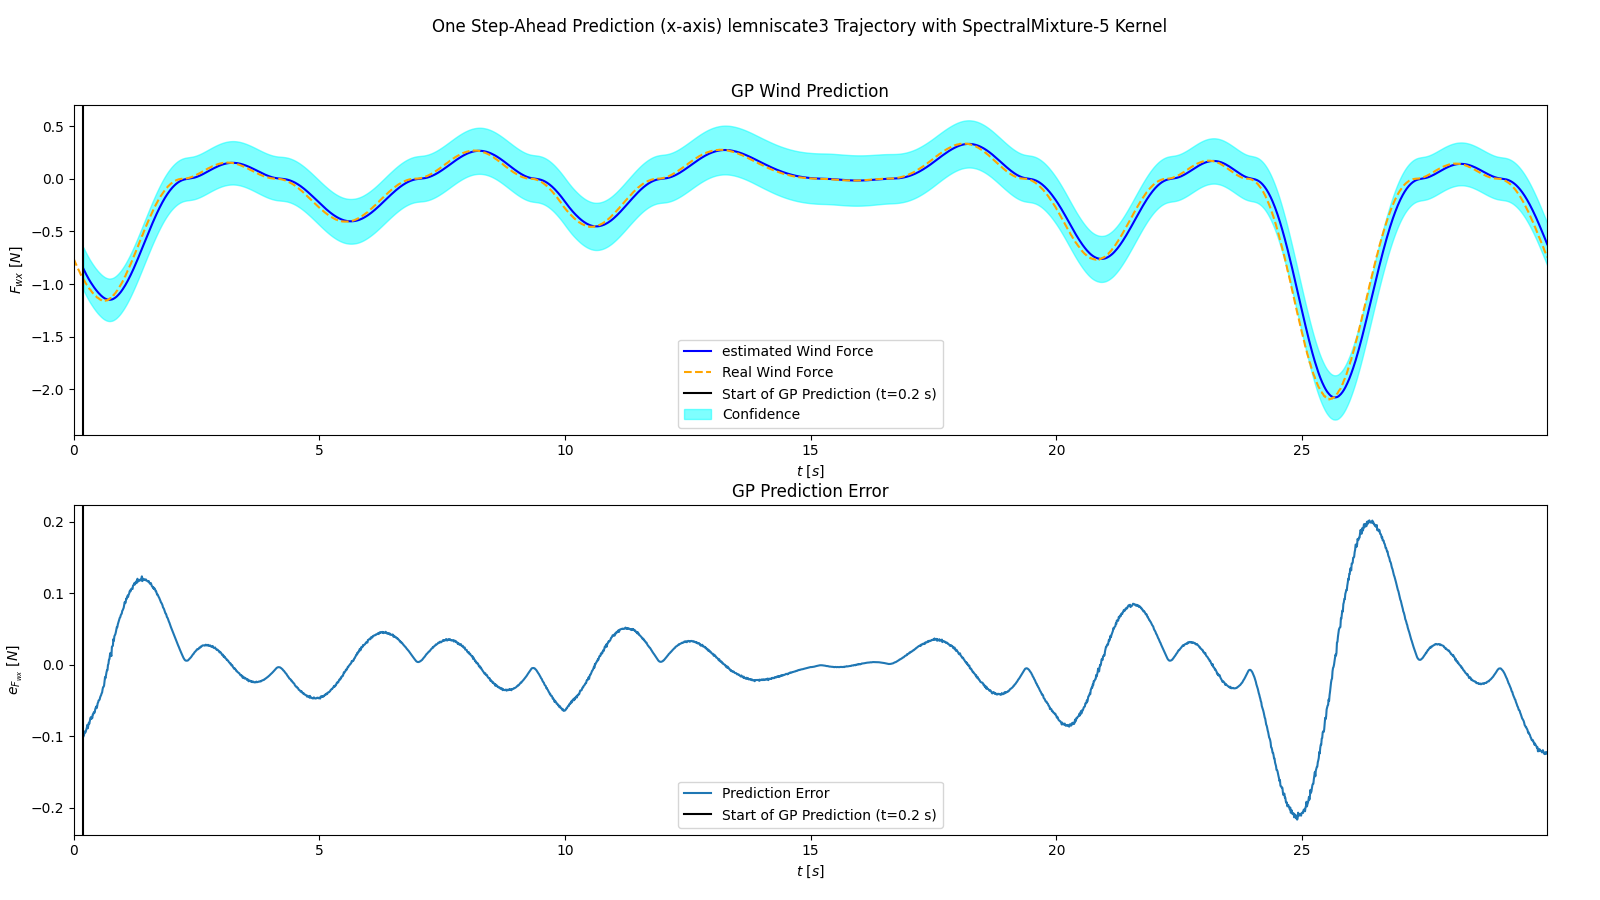 One Step-Ahead Prediction (x-axis) lemniscate3 Trajectory with SpectralMixture-5 Kernel
GP Wind Prediction
0.5
0.0
−0.5
−1.0
−1.5
−2.0
F_wx [N]
estimated Wind Force
Real Wind Force
Start of GP Prediction (t=0.2 s)
Confidence
0 5 10 15 20 25
t [s]
GP Prediction Error
0.2
0.1
0.0
−0.1
−0.2
e_F_wx [N]
Prediction Error
Start of GP Prediction (t=0.2 s)
0 5 10 15 20 25
t [s]